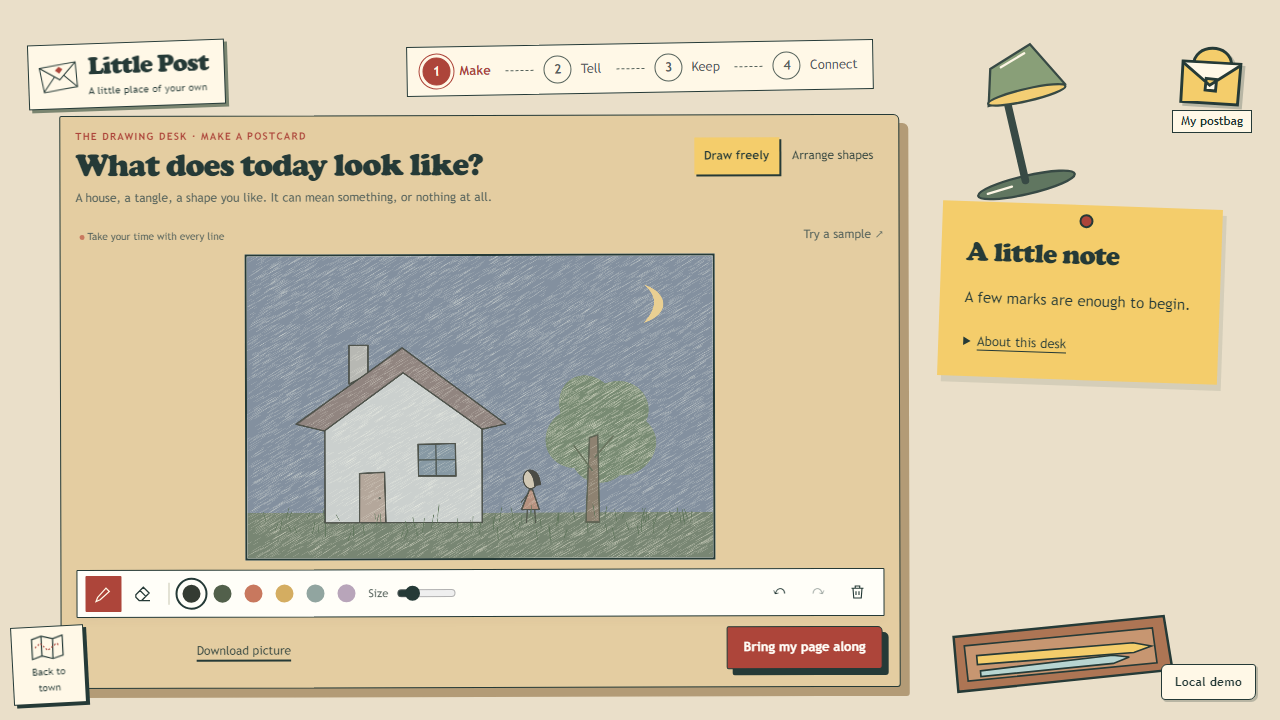 Little Post
A little place of your own
1 Make
2 Tell
3 Keep
4 Connect
My postbag
THE DRAWING DESK · MAKE A POSTCARD
What does today look like?
A house, a tangle, a shape you like. It can mean something, or nothing at all.
Draw freely
Arrange shapes
Take your time with every line
Try a sample ↗
A little note
A few marks are enough to begin.
About this desk
Size
Back to
town
Download picture
Bring my page along
Local demo